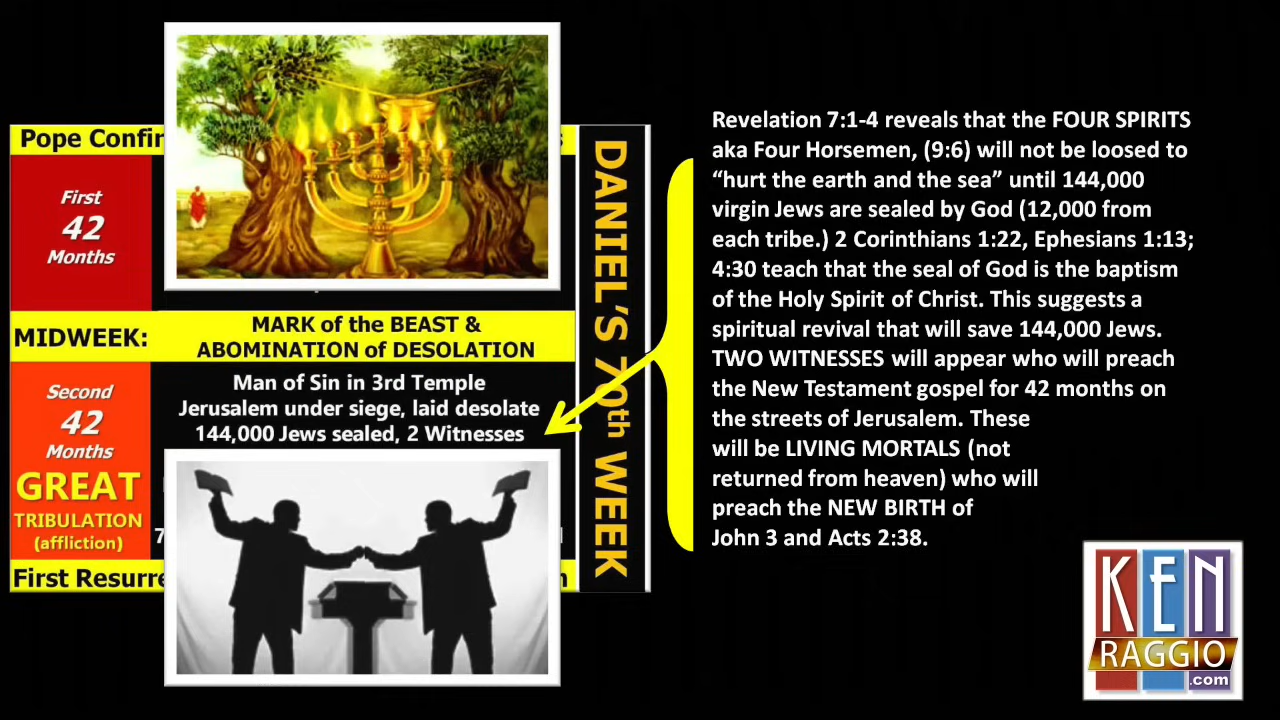 Pope Confir
First
42
Months
MIDWEEK:
MARK of the BEAST &
ABOMINATION of DESOLATION
Second
42
Months
GREAT
TRIBULATION
(affliction)
Man of Sin in 3rd Temple
Jerusalem under siege, laid desolate
144,000 Jews sealed, 2 Witnesses
7
First Resurre
DANIEL'S 70th WEEK
Revelation 7:1-4 reveals that the FOUR SPIRITS
aka Four Horsemen, (9:6) will not be loosed to
“hurt the earth and the sea” until 144,000
virgin Jews are sealed by God (12,000 from
each tribe.) 2 Corinthians 1:22, Ephesians 1:13;
4:30 teach that the seal of God is the baptism
of the Holy Spirit of Christ. This suggests a
spiritual revival that will save 144,000 Jews.
TWO WITNESSES will appear who will preach
the New Testament gospel for 42 months on
the streets of Jerusalem. These
will be LIVING MORTALS (not
returned from heaven) who will
preach the NEW BIRTH of
John 3 and Acts 2:38.
KEN
RAGGIO
.com